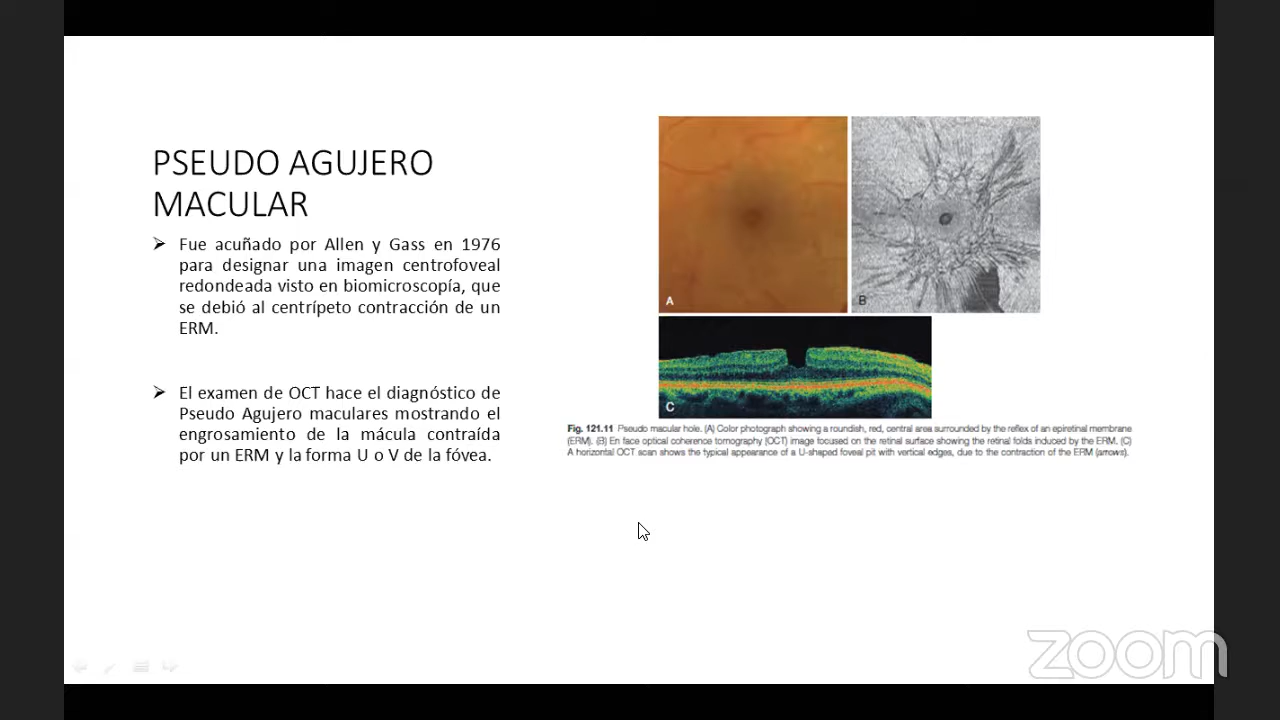 PSEUDO AGUJERO
MACULAR
➢ Fue acuñado por Allen y Gass en 1976
para designar una imagen centrofoveal
redondeada visto en biomicroscopía, que
se debió al centrípeto contracción de un
ERM.
➢ El examen de OCT hace el diagnóstico de
Pseudo Agujero maculares mostrando el
engrosamiento de la mácula contraída
por un ERM y la forma U o V de la fóvea.
A
B
C
Fig. 121.11 Pseudo macular hole. (A) Color photograph showing a roundish, red, central area surrounded by the reflex of an epiretinal membrane
(ERM). (B) En face optical coherence tomography (OCT) image focused on the retinal surface showing the retinal folds induced by the ERM. (C)
A horizontal OCT scan shows the typical appearance of a U-shaped foveal pit with vertical edges, due to the contraction of the ERM (arrows).
zoom